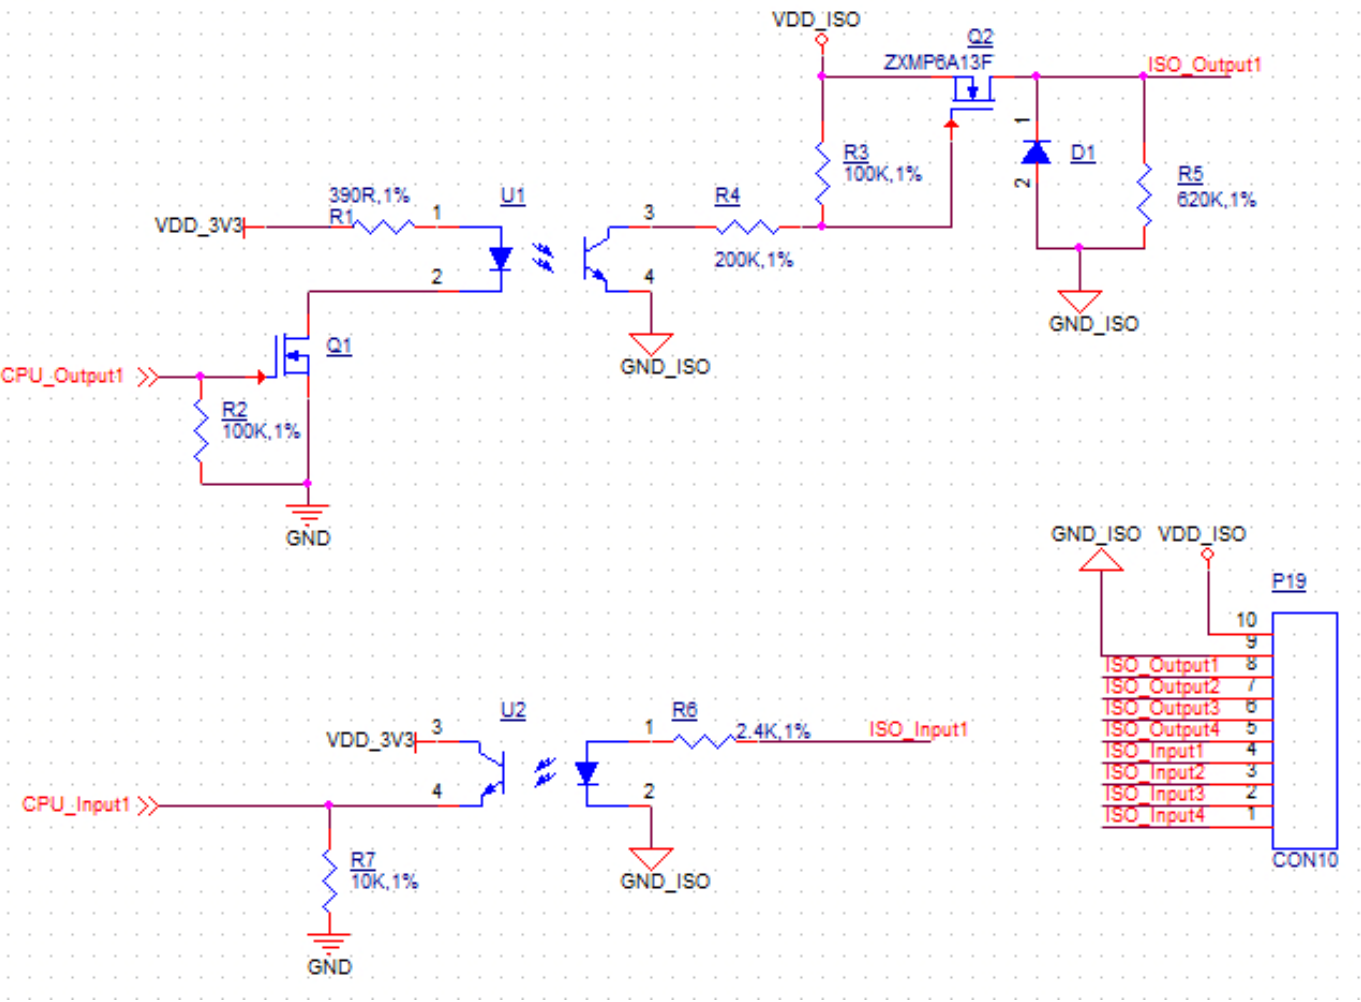 VDD_ISO
Q2
ZXMP6A13F
ISO_Output1
1
D1
2
R3
100K,1%
R5
620K,1%
390R,1%
R1
VDD_3V3
1
U1
3
R4
200K,1%
2
4
GND_ISO
GND_ISO
Q1
CPU_Output1
R2
100K,1%
GND
GND_ISO
VDD_ISO
P19
10
9
ISO_Output1 8
ISO_Output2 7
ISO_Output3 6
ISO_Output4 5
ISO_Input1 4
ISO_Input2 3
ISO_Input3 2
ISO_Input4 1
CON10
VDD_3V3
3
U2
1
R6
2.4K,1%
ISO_Input1
CPU_Input1
4
2
GND_ISO
R7
10K,1%
GND